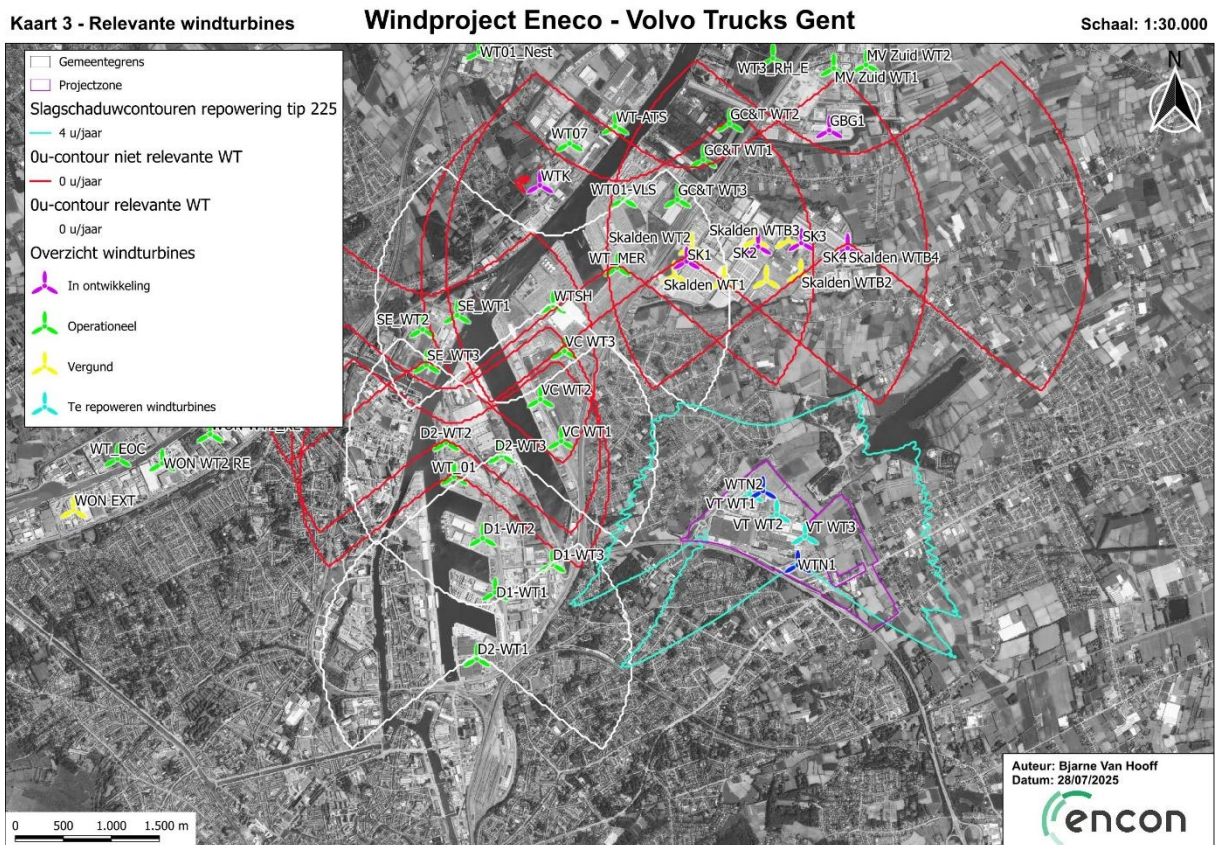 Kaart 3 - Relevante windturbines
Windproject Eneco - Volvo Trucks Gent
Schaal: 1:30.000
Gemeentegrens
Projectzone
Slagschaduwcontouren repowering tip 225
4 u/jaar
0u-contour niet relevante WT
0 u/jaar
0u-contour relevante WT
0 u/jaar
Overzicht windturbines
In ontwikkeling
Operationeel
Vergund
Te repoweren windturbines
N
WT01_Nest
WT3_RH_E
MV Zuid WT2
MV Zuid WT1
WT-ATS
GC&T WT2
GBG1
WT07
GC&T WT1
WTK
WT01-VLS
GC&T WT3
Skalden WT2
Skalden WTB3
SK3
SK1
SK2
SK4
Skalden WTB4
WT_MER
Skalden WT1
Skalden WTB2
WTSH
SE_WT1
SE_WT2
SE_WT3
VC WT3
VC WT2
VC WT1
D2-WT2
D2-WT3
WT_EOC
WON WT2 RE
WT_01
WON EXT
WTN2
VT WT1
VT WT2
VT WT3
D1-WT2
D1-WT3
WTN1
D1-WT1
D2-WT1
Auteur: Bjarne Van Hooff
Datum: 28/07/2025
encon
0 500 1.000 1.500 m